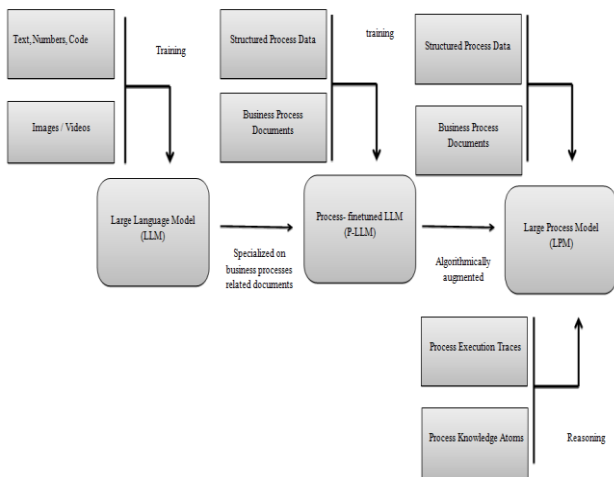 Text, Numbers, Code
Training
Images / Videos
Large Language Model
(LLM)
Structured Process Data
training
Business Process
Documents
Specialized on
business processes
related documents
Process- finetuned LLM
(P-LLM)
Structured Process Data
Business Process
Documents
Algorithmically
augmented
Large Process Model
(LPM)
Process Execution Traces
Process Knowledge Atoms
Reasoning